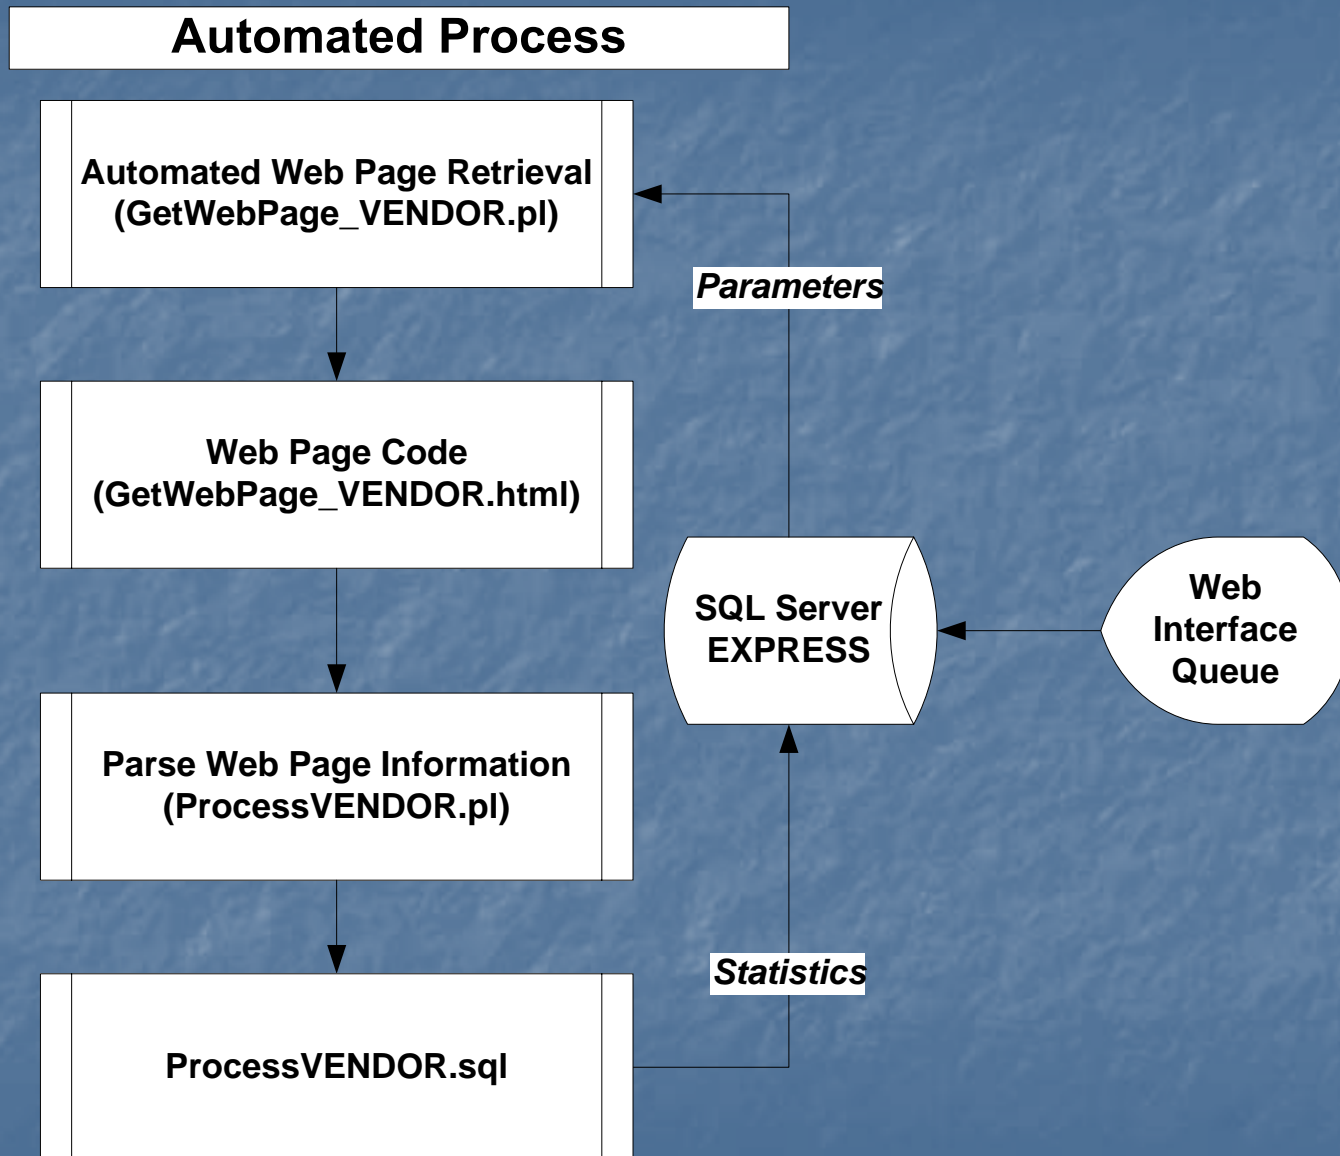 Automated Process
Automated Web Page Retrieval
(GetWebPage_VENDOR.pl)
Parameters
Web Page Code
(GetWebPage_VENDOR.html)
SQL Server
EXPRESS
Web
Interface
Queue
Parse Web Page Information
(ProcessVENDOR.pl)
Statistics
ProcessVENDOR.sql